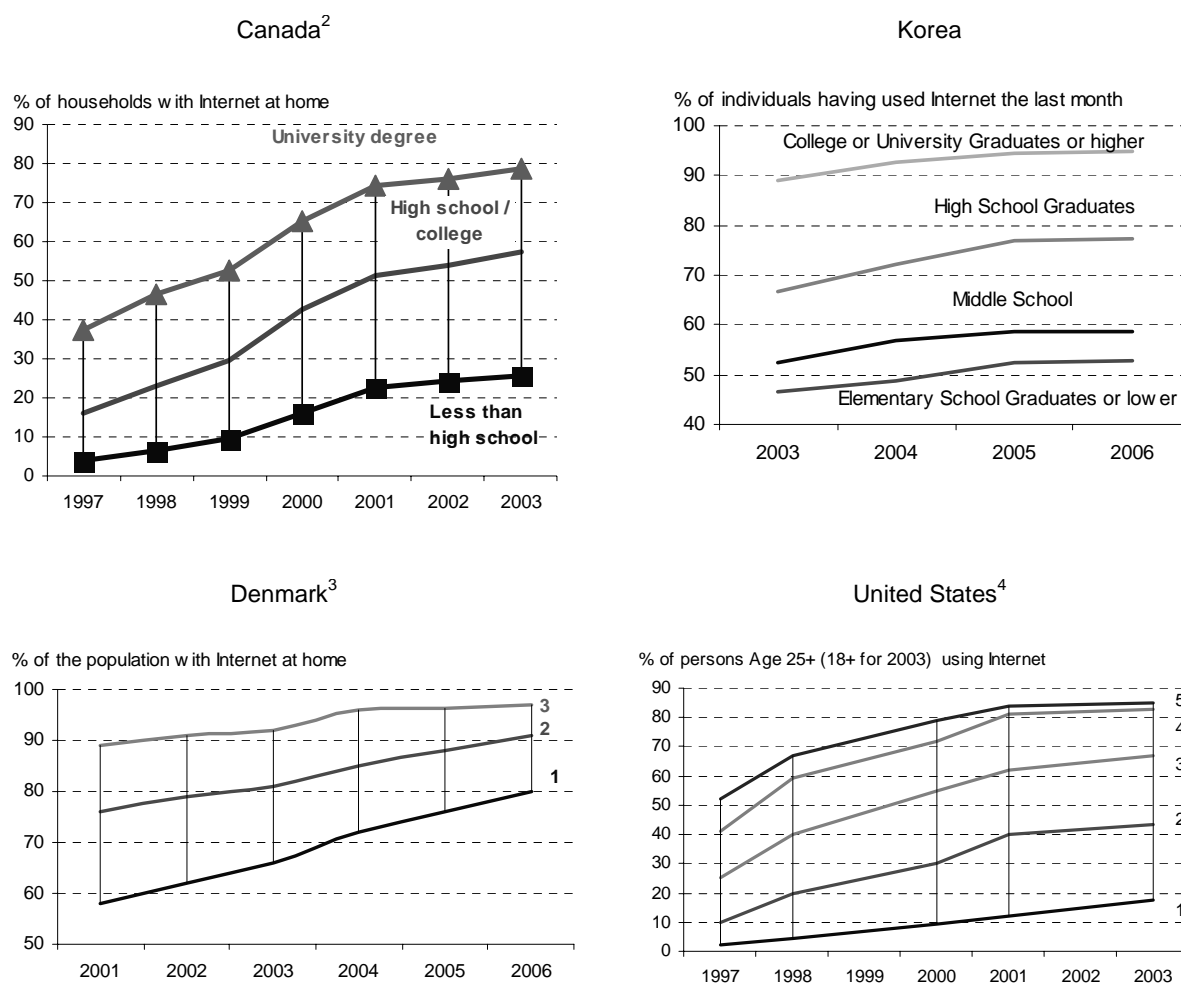 Canada2
% of households with Internet at home
90
80
70
60
50
40
30
20
10
0
University degree
High school /
college
Less than
high school
1997 1998 1999 2000 2001 2002 2003
Korea
% of individuals having used Internet the last month
100
90
80
70
60
50
40
College or University Graduates or higher
High School Graduates
Middle School
Elementary School Graduates or lower
2003 2004 2005 2006
Denmark3
% of the population with Internet at home
100
90
80
70
60
50
3
2
1
2001 2002 2003 2004 2005 2006
United States4
% of persons Age 25+ (18+ for 2003) using Internet
90
80
70
60
50
40
30
20
10
0
5
4
3
2
1
1997 1998 1999 2000 2001 2002 2003